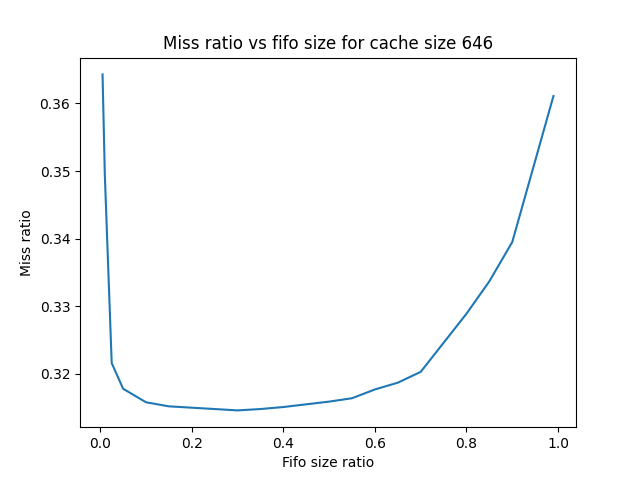 Miss ratio vs fifo size for cache size 646
0.36
0.35
0.34
0.33
0.32
Miss ratio
0.0 0.2 0.4 0.6 0.8 1.0
Fifo size ratio